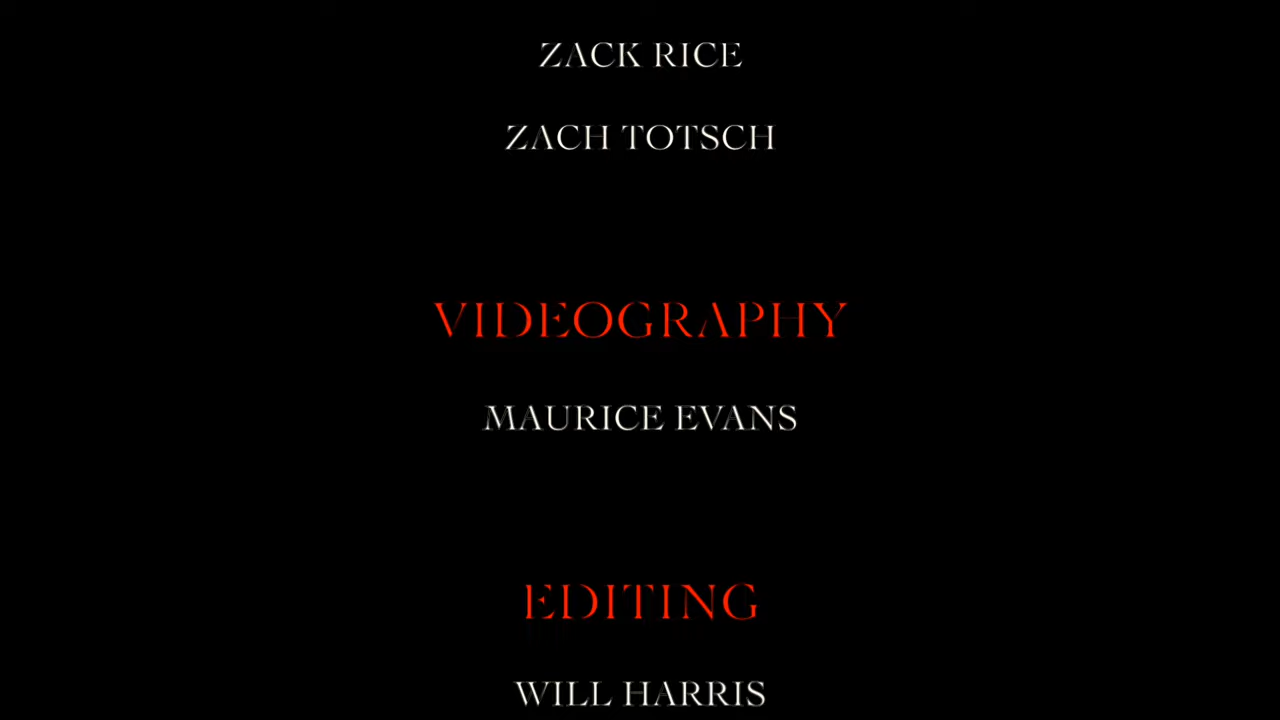 ZACK RICE
ZACH TOTSCH
VIDEOGRAPHY
MAURICE EVANS
EDITING
WILL HARRIS